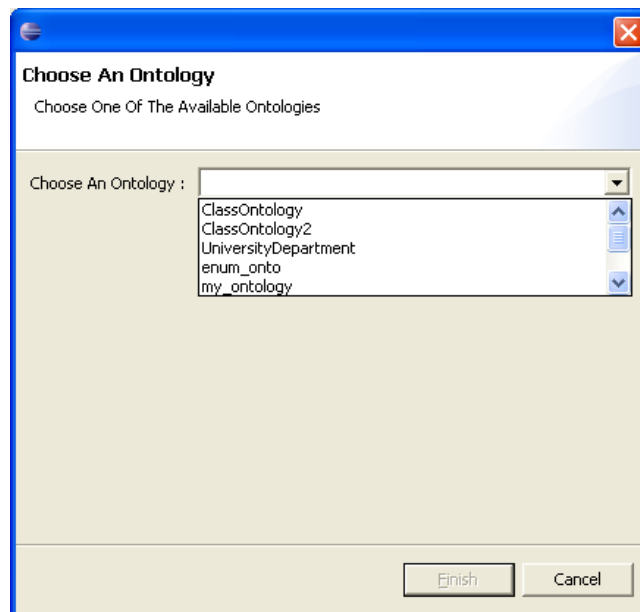 Choose An Ontology
Choose One Of The Available Ontologies
Choose An Ontology :
ClassOntology
ClassOntology2
UniversityDepartment
enum_onto
my_ontology
Finish Cancel